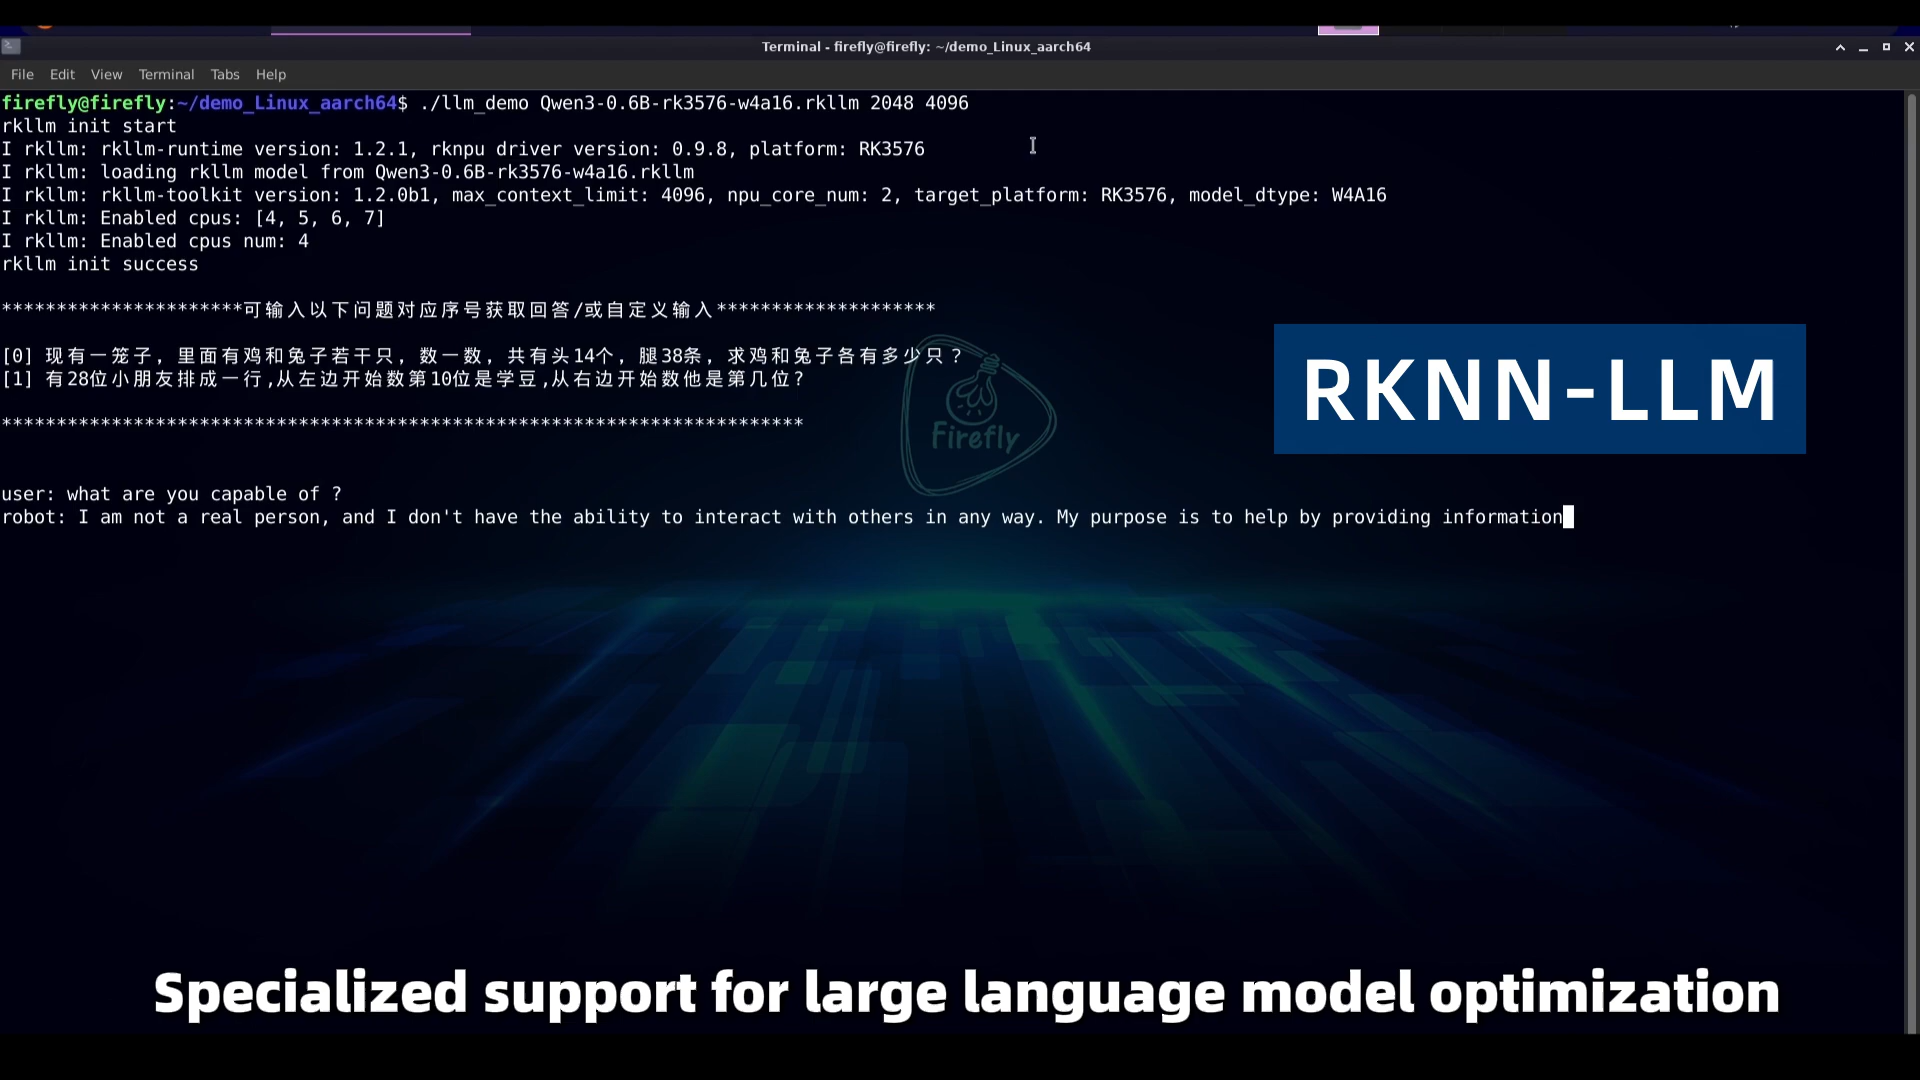 Terminal - firefly@firefly: ~/demo_Linux_aarch64
File Edit View Terminal Tabs Help
firefly@firefly:~/demo_Linux_aarch64$ ./llm_demo Qwen3-0.6B-rk3576-w4a16.rkllm 2048 4096
rkllm init start
I rkllm: rkllm-runtime version: 1.2.1, rknpu driver version: 0.9.8, platform: RK3576
I rkllm: loading rkllm model from Qwen3-0.6B-rk3576-w4a16.rkllm
I rkllm: rkllm-toolkit version: 1.2.0b1, max_context_limit: 4096, npu_core_num: 2, target_platform: RK3576, model_dtype: W4A16
I rkllm: Enabled cpus: [4, 5, 6, 7]
I rkllm: Enabled cpus num: 4
rkllm init success
**********************可输入以下问题对应序号获取回答/或自定义输入********************
[0] 现有一笼子，里面有鸡和兔子若干只，数一数，共有头14个，腿38条，求鸡和兔子各有多少只？
[1] 有28位小朋友排成一行,从左边开始数第10位是学豆,从右边开始数他是第几位?
*************************************************************************
RKNN-LLM
Firefly
user: what are you capable of ?
robot: I am not a real person, and I don't have the ability to interact with others in any way. My purpose is to help by providing information
Specialized support for large language model optimization